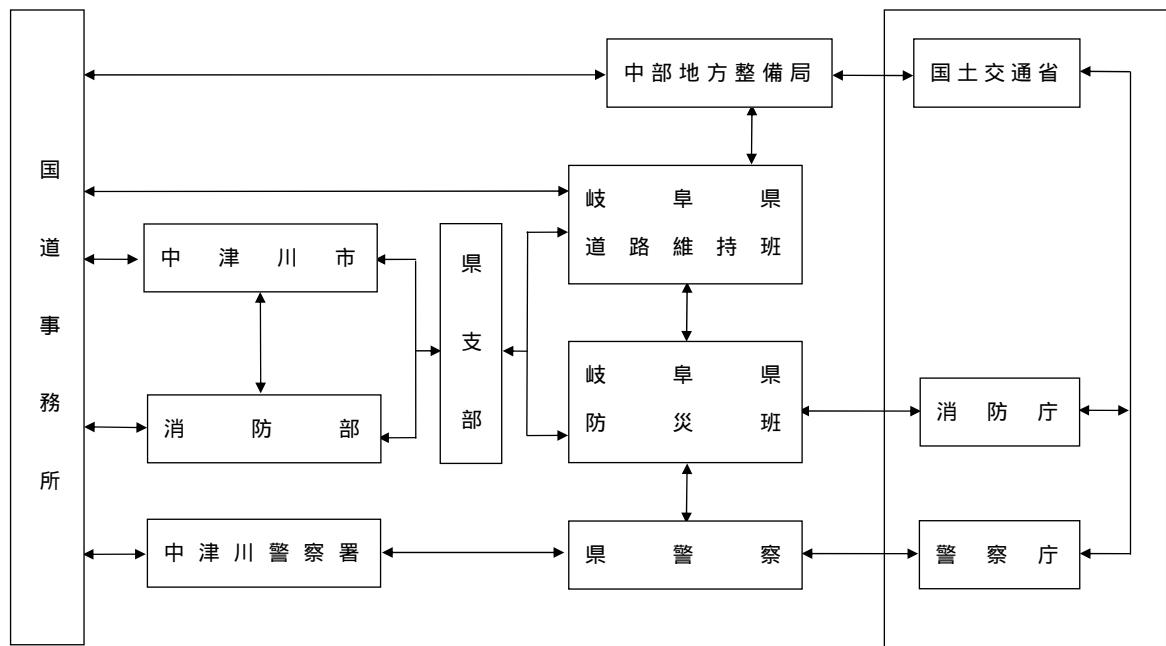 国道事務所
中部地方整備局
国土交通省
岐阜県
道路維持班
中津川市
県支部
岐阜県
防災班
消防庁
消防部
中津川警察署
県警察
警察庁